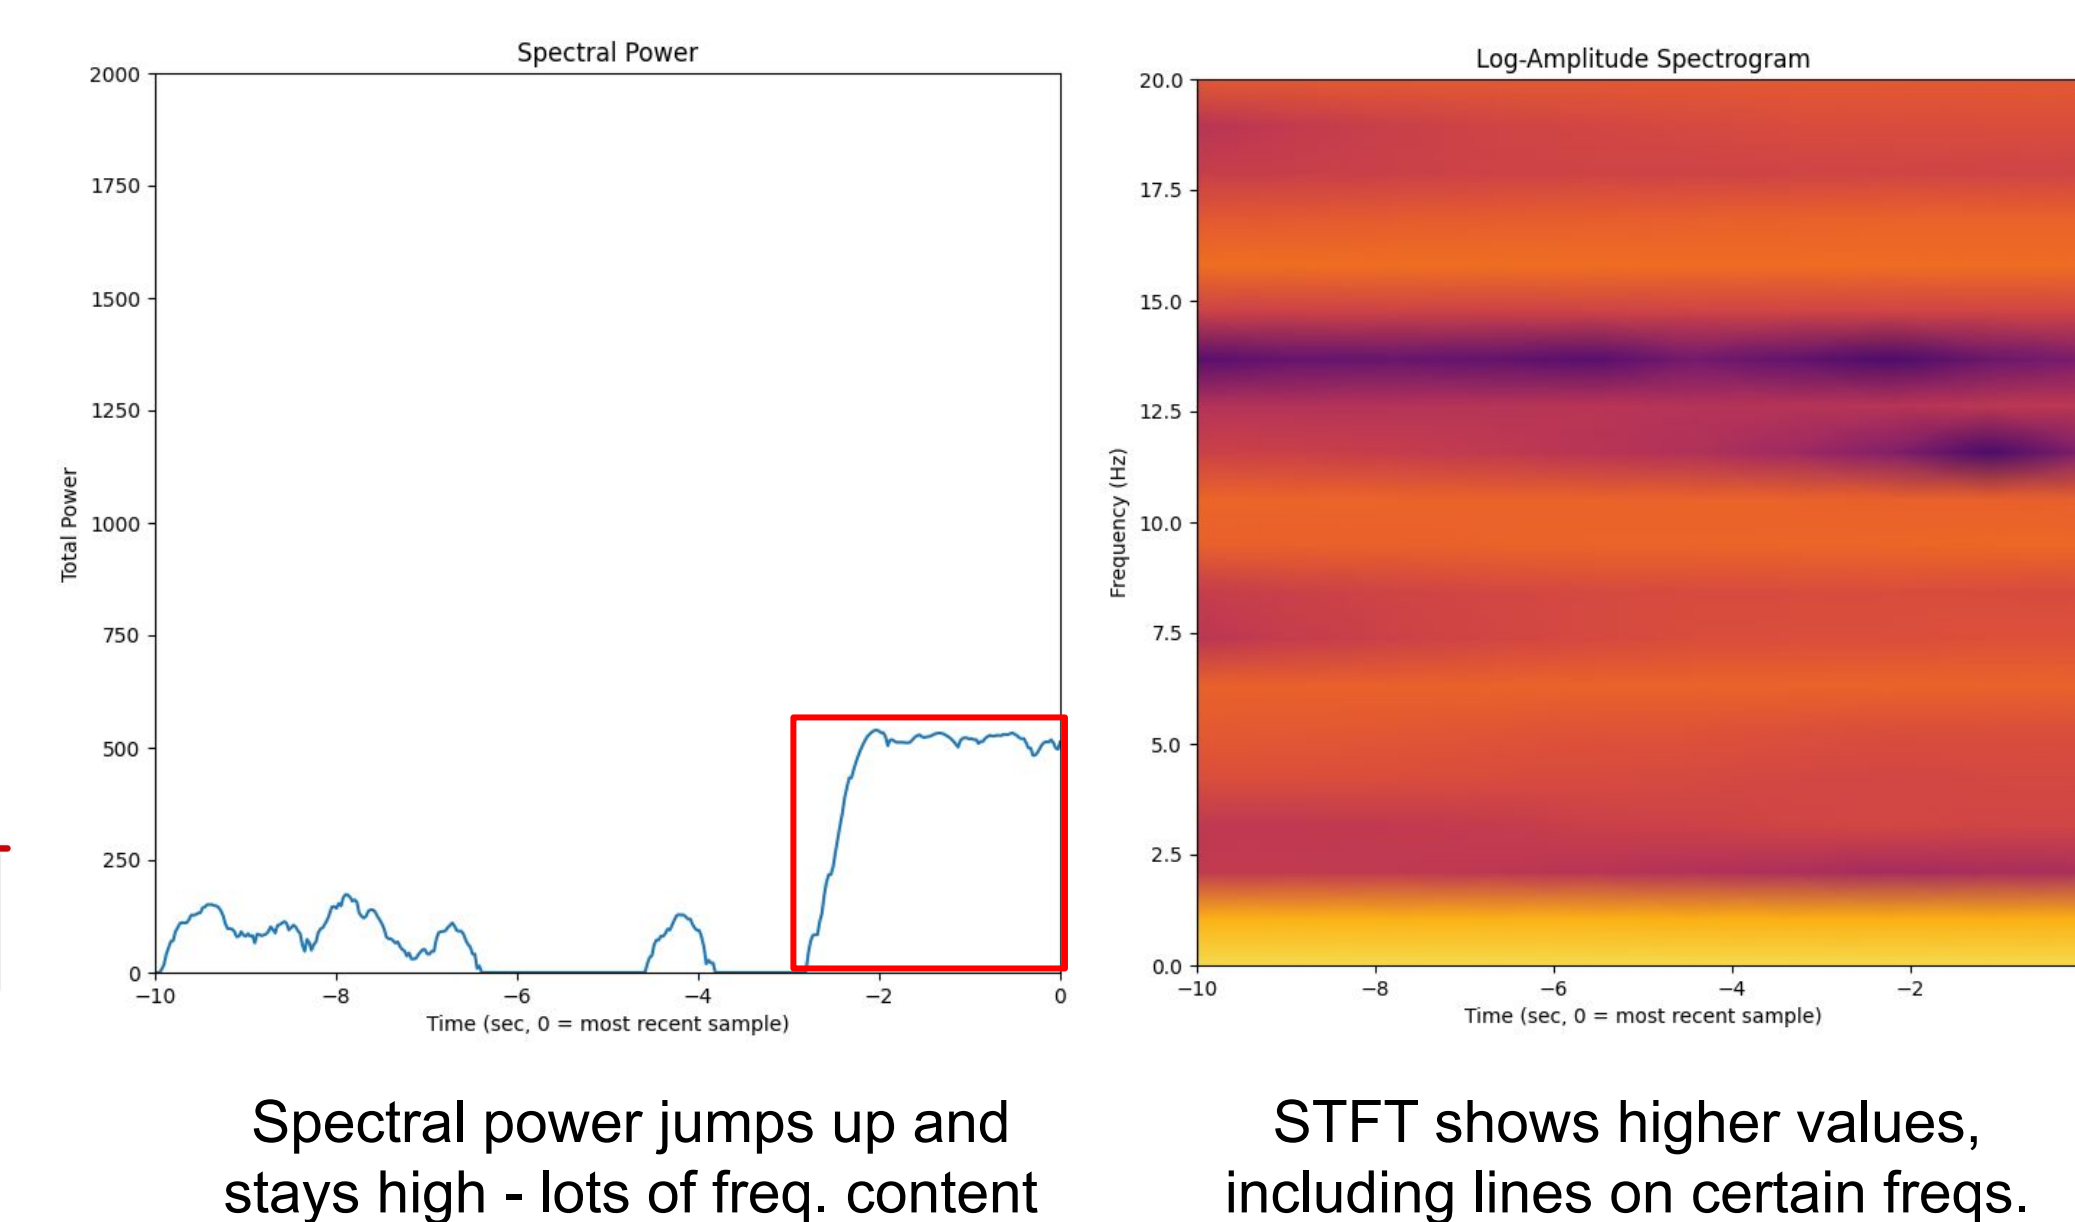 Spectral Power
2000
1750
1500
1250
1000
750
500
250
0
Total Power
−10 −8 −6 −4 −2 0
Time (sec, 0 = most recent sample)
Log-Amplitude Spectrogram
20.0
17.5
15.0
12.5
10.0
7.5
5.0
2.5
0.0
Frequency (Hz)
−10 −8 −6 −4 −2
Time (sec, 0 = most recent sample)
Spectral power jumps up and
stays high - lots of freq. content
STFT shows higher values,
including lines on certain freqs.